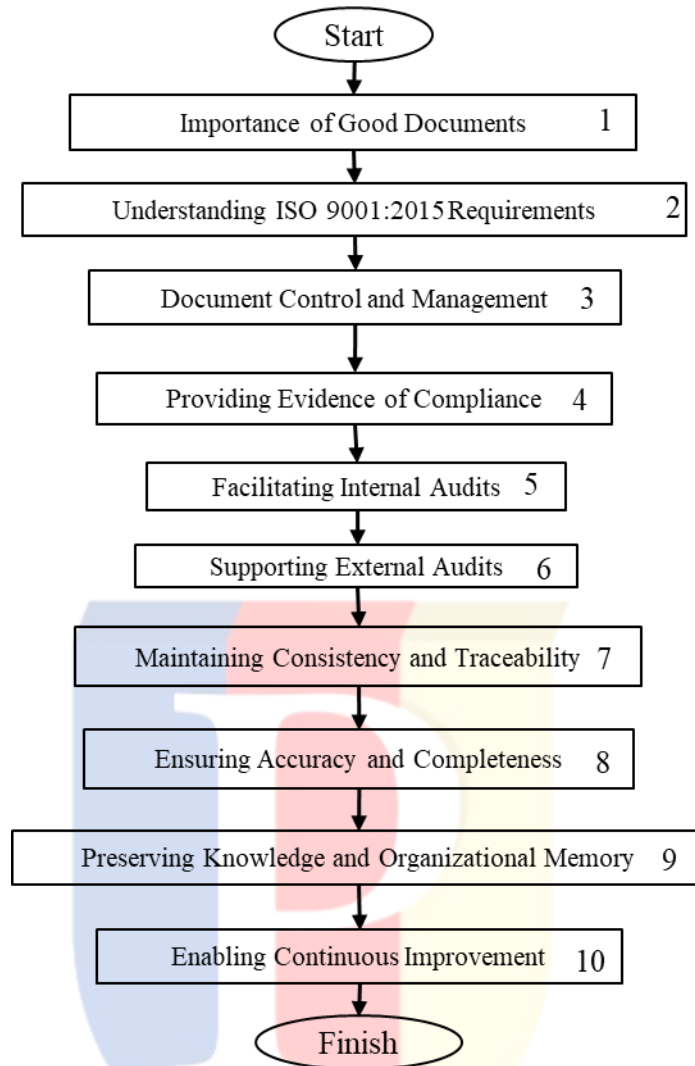 Start
Importance of Good Documents 1
Understanding ISO 9001:2015 Requirements 2
Document Control and Management 3
Providing Evidence of Compliance 4
Facilitating Internal Audits 5
Supporting External Audits 6
Maintaining Consistency and Traceability 7
Ensuring Accuracy and Completeness 8
Preserving Knowledge and Organizational Memory 9
Enabling Continuous Improvement 10
Finish